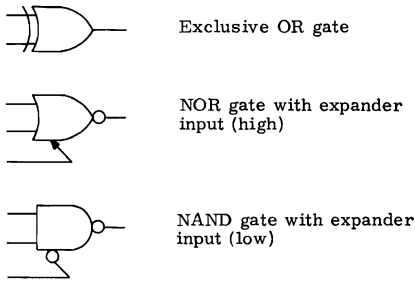 Exclusive OR gate
NOR gate with expander
input (high)
NAND gate with expander
input (low)